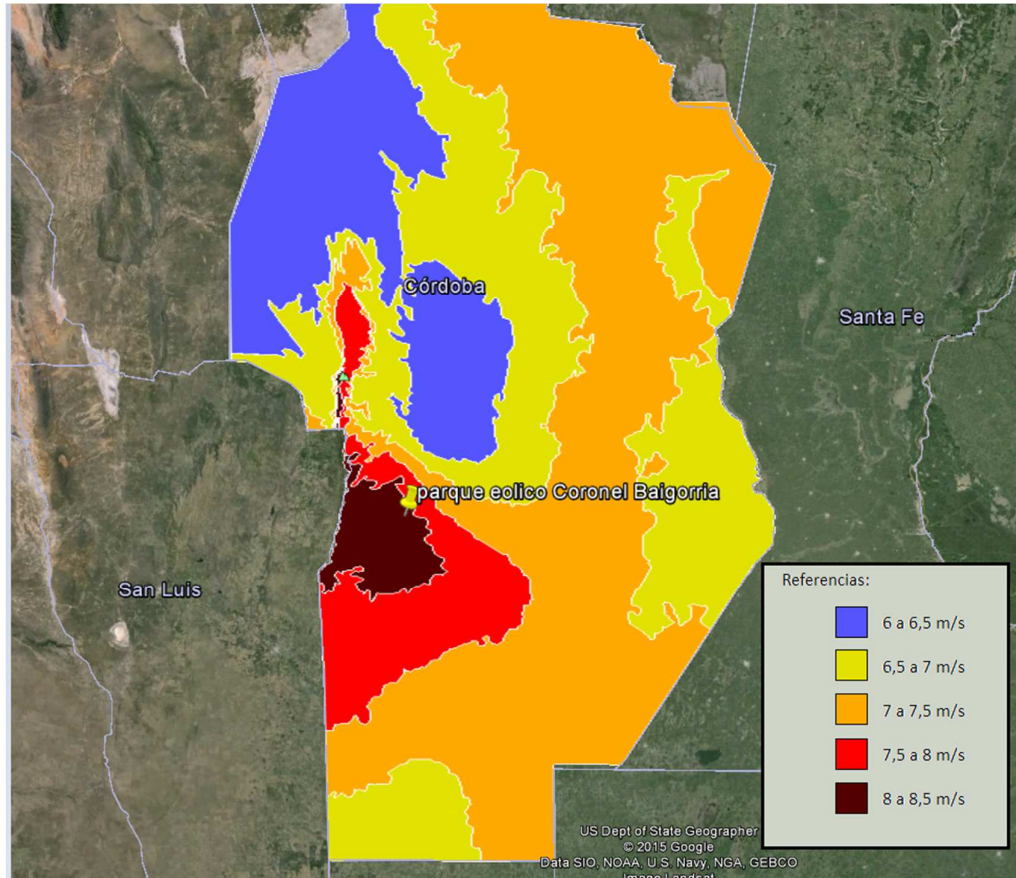 Córdoba
Santa Fe
parque eolico Coronel Baigorria
San Luis
Referencias:
6 a 6,5 m/s
6,5 a 7 m/s
7 a 7,5 m/s
7,5 a 8 m/s
8 a 8,5 m/s
US Dept of State Geographer
© 2015 Google
Data SIO, NOAA, U.S. Navy, NGA, GEBCO
Image Landsat